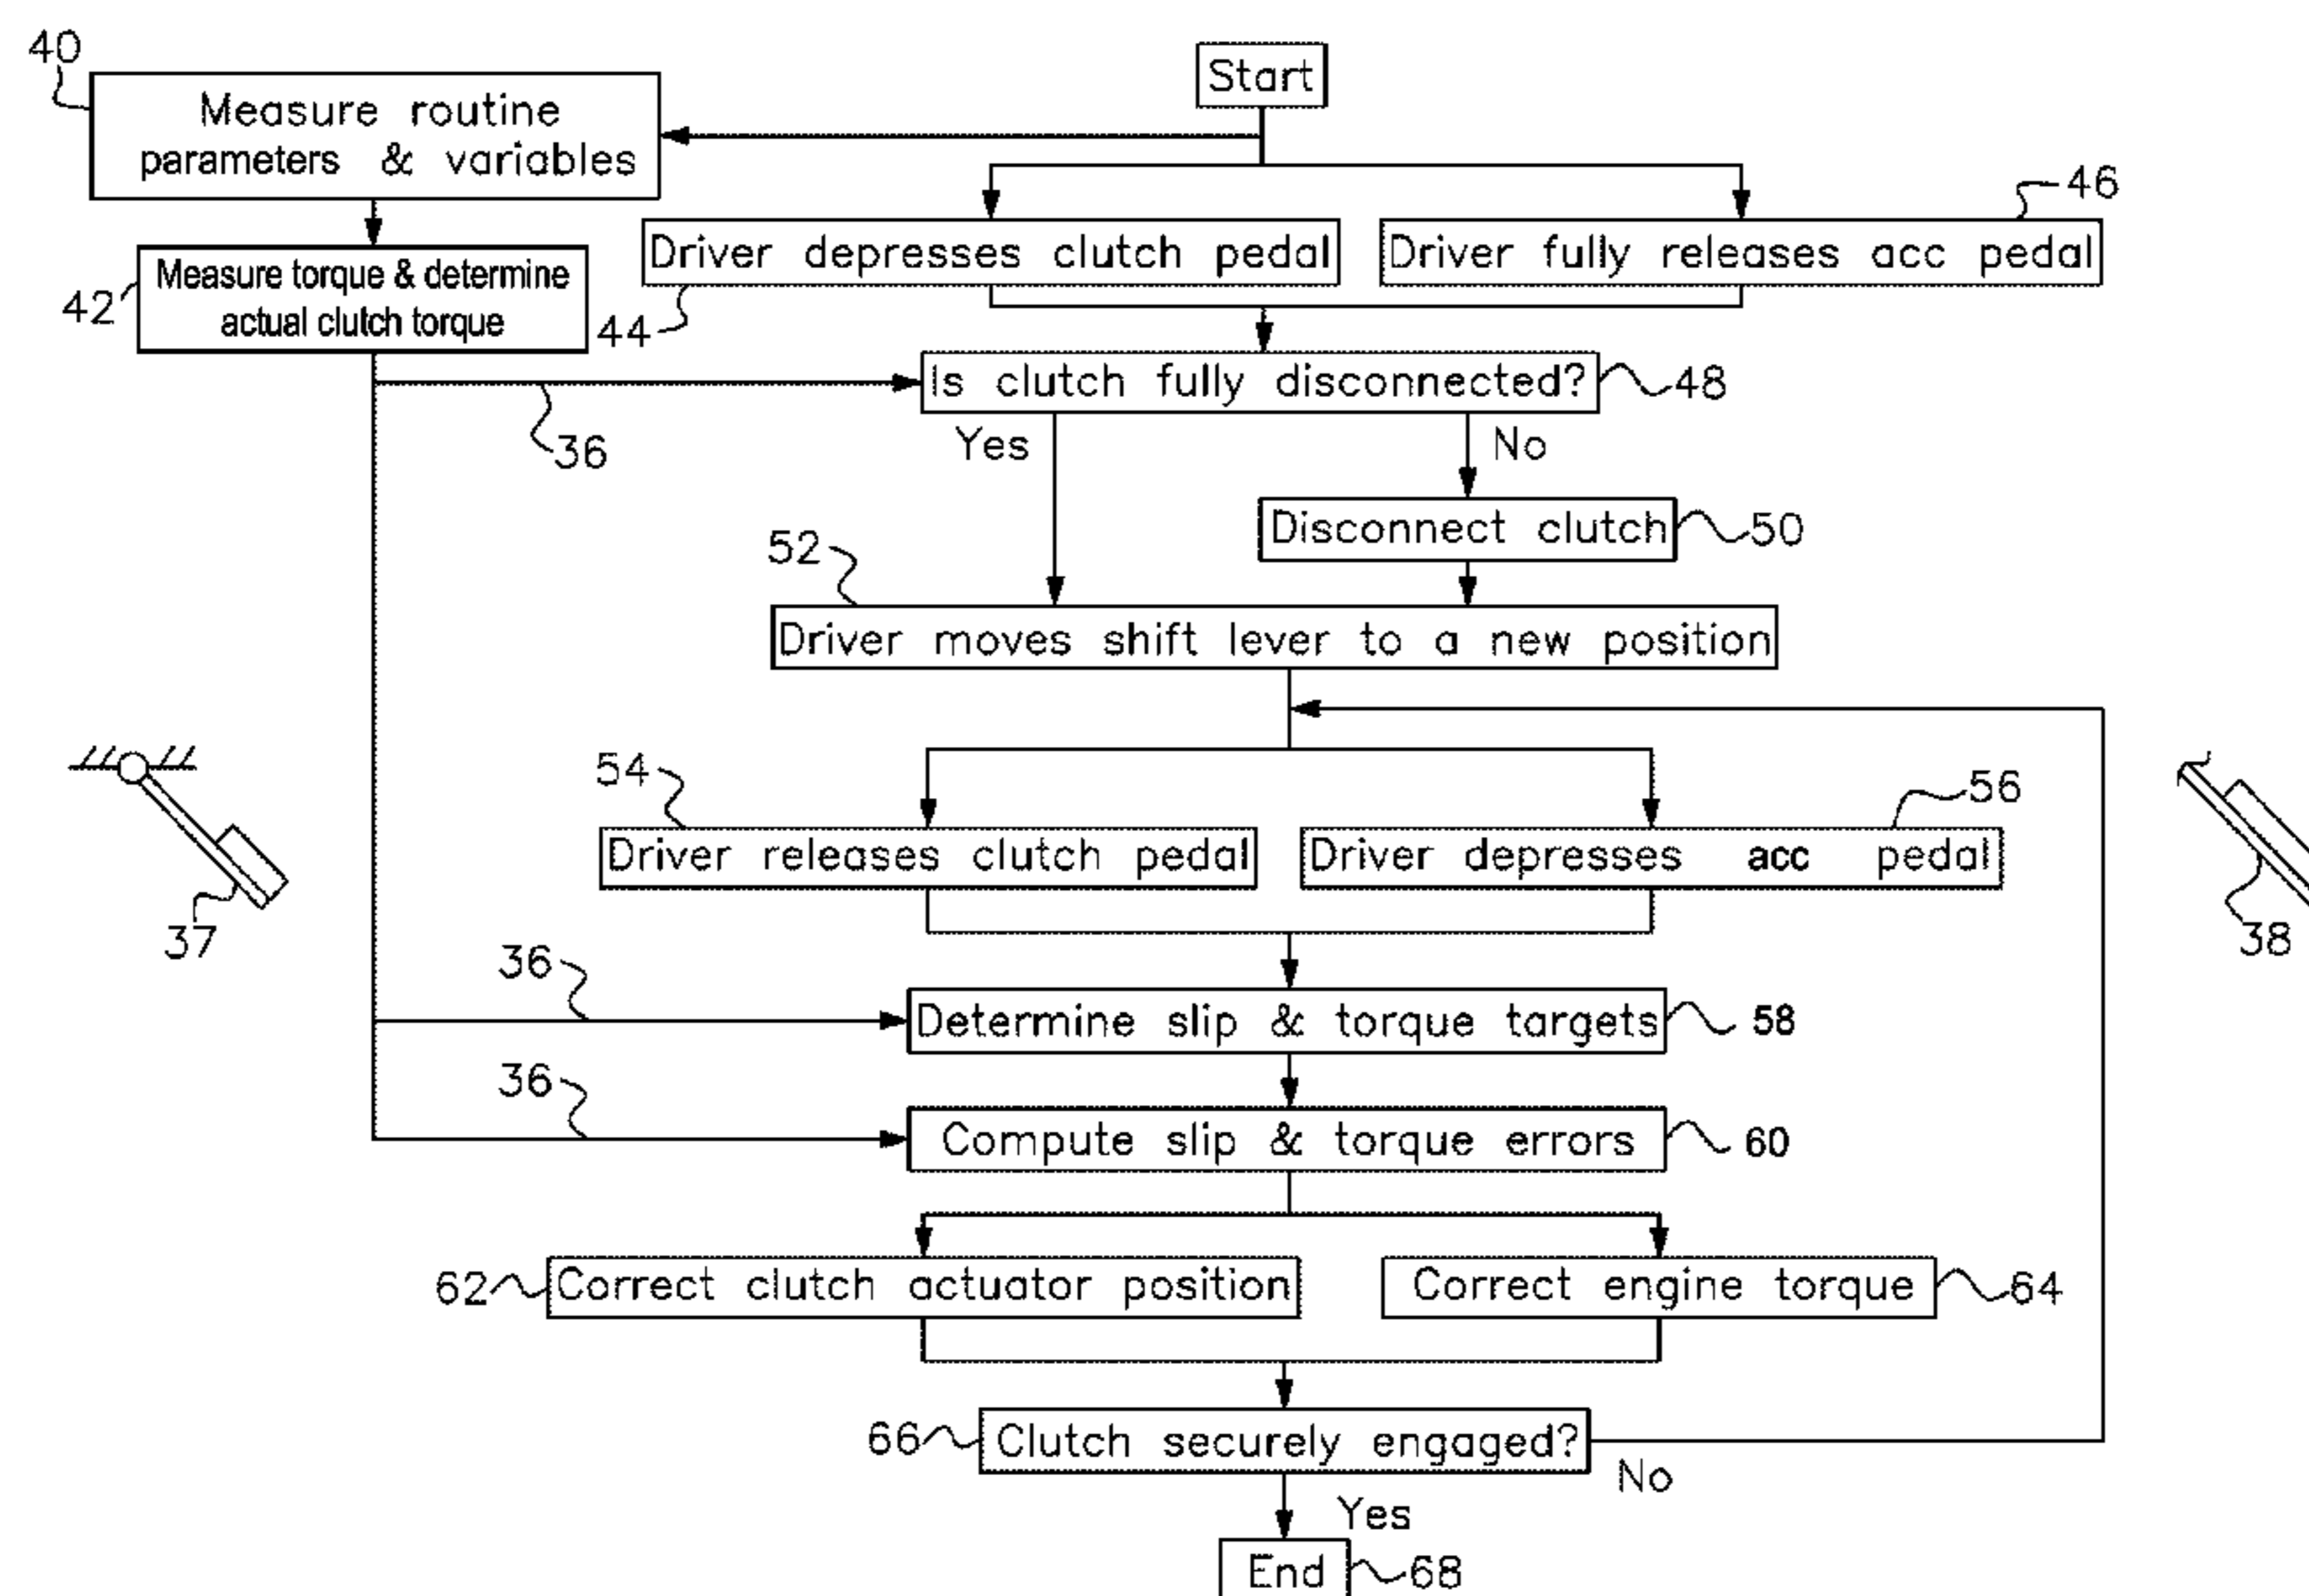 40
Start
Measure routine
parameters & variables
46
Driver depresses clutch pedal
Driver fully releases acc pedal
42
Measure torque & determine
actual clutch torque
44
Is clutch fully disconnected?
48
36
Yes
No
Disconnect clutch
50
52
Driver moves shift lever to a new position
54
56
Driver releases clutch pedal
Driver depresses acc pedal
37
38
36
Determine slip & torque targets
58
36
Compute slip & torque errors
60
62
Correct clutch actuator position
Correct engine torque
64
66
Clutch securely engaged?
No
Yes
End
68